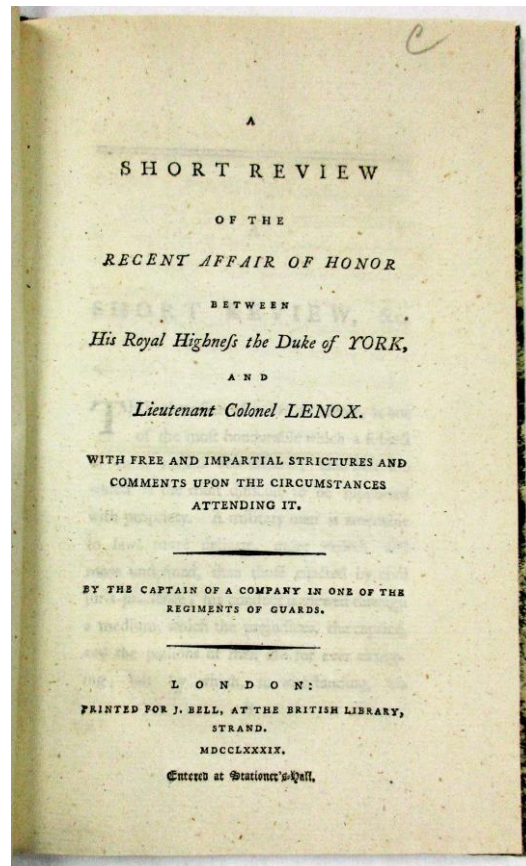 C
A
SHORT REVIEW
OF THE
RECENT AFFAIR OF HONOR
BETWEEN
His Royal Highneſs the Duke of YORK,
AND
Lieutenant Colonel LENOX.
WITH FREE AND IMPARTIAL STRICTURES AND
COMMENTS UPON THE CIRCUMSTANCES
ATTENDING IT.
BY THE CAPTAIN OF A COMPANY IN ONE OF THE
REGIMENTS OF GUARDS.
LONDON:
PRINTED FOR J. BELL, AT THE BRITISH LIBRARY,
STRAND.
MDCCLXXXIX.
Entered at Stationer's-Hall.